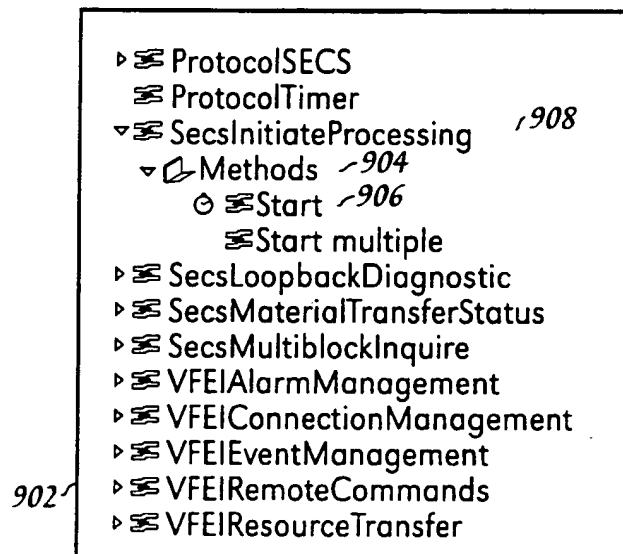 ProtocolSECS
ProtocolTimer
SecsInitiateProcessing 908
Methods 904
Start 906
Start multiple
SecsLoopbackDiagnostic
SecsMaterialTransferStatus
SecsMultiblockInquire
VFEIAlarmManagement
VFEIConnectionManagement
VFEIEventManagement
902 VFEIRemoteCommands
VFEIResourceTransfer